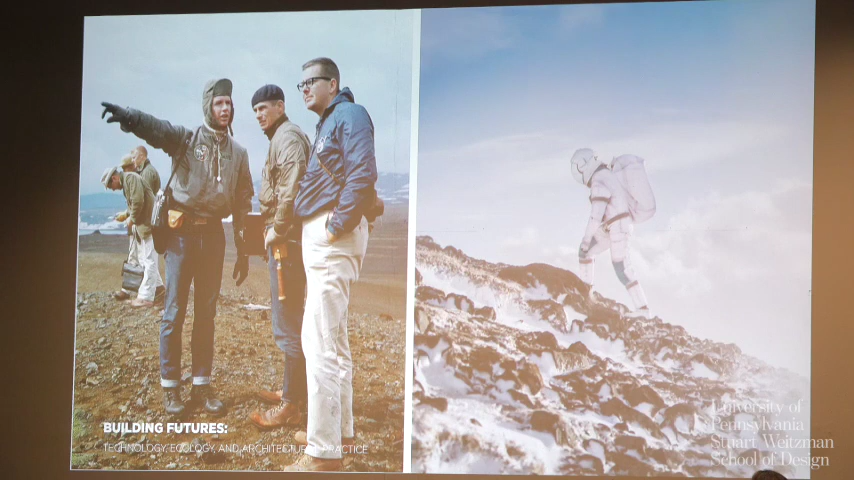 BUILDING FUTURES:
TECHNOLOGY, ECOLOGY, AND ARCHITECTURAL PRACTICE
University of
Pennsylvania
Stuart Weitzman
School of Design